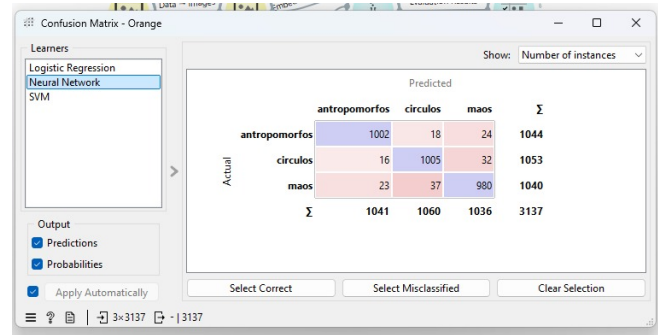 Data → Images
Confusion Matrix - Orange
Learners
Logistic Regression
Neural Network
SVM
Output
Predictions
Probabilities
Apply Automatically
Show: Number of instances
Predicted
antropomorfos circulos maos Σ
Actual
antropomorfos 1002 18 24 1044
circulos 16 1005 32 1053
maos 23 37 980 1040
Σ 1041 1060 1036 3137
Select Correct Select Misclassified Clear Selection
3×3137 - | 3137